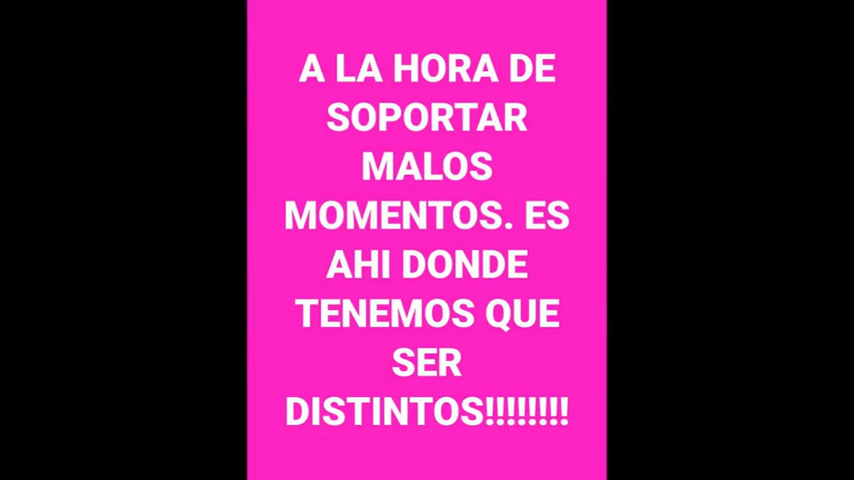 A LA HORA DE
SOPORTAR
MALOS
MOMENTOS. ES
AHI DONDE
TENEMOS QUE
SER
DISTINTOS!!!!!!!!